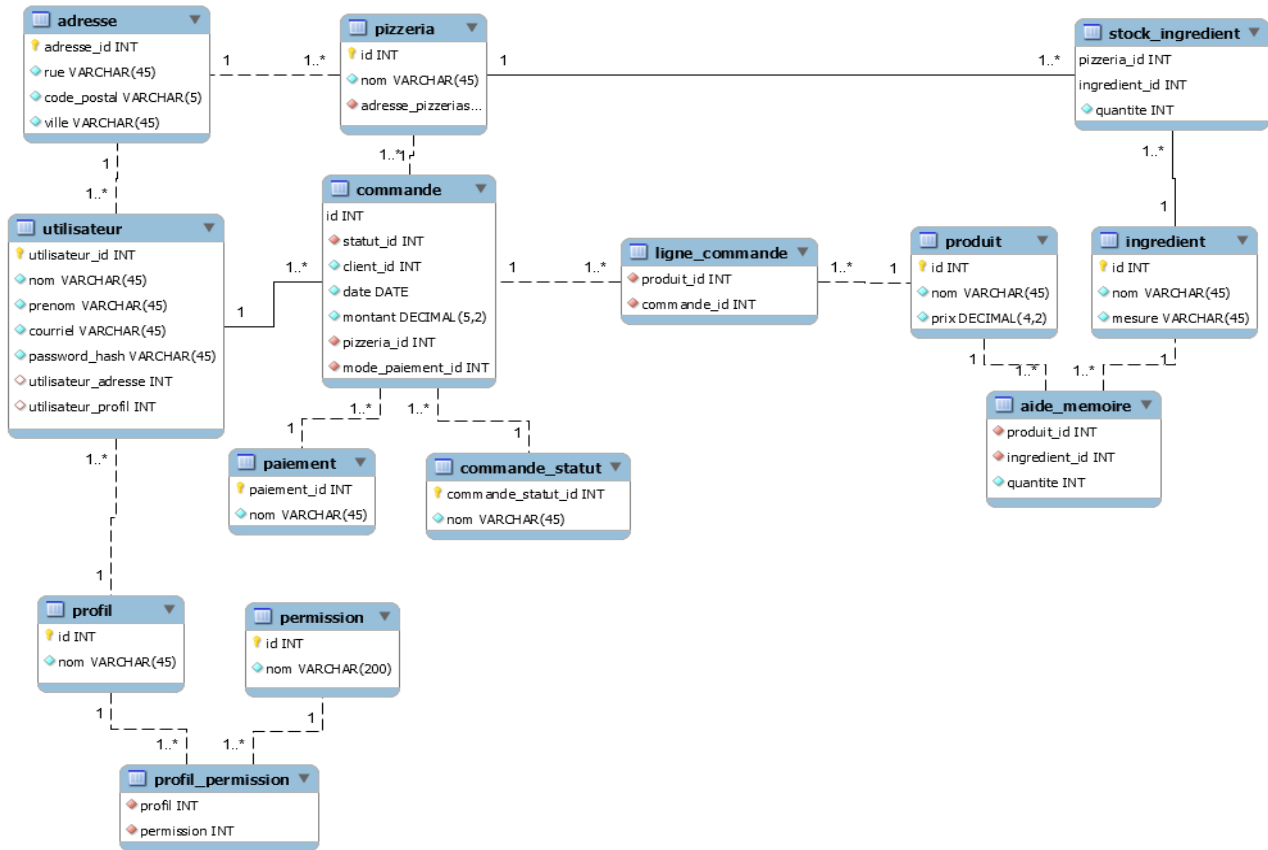 adresse
adresse_id INT
rue VARCHAR(45)
code_postal VARCHAR(5)
ville VARCHAR(45)
1
1..*
pizzeria
id INT
nom VARCHAR(45)
adresse_pizzerias...
1
1..*
stock_ingredient
pizzeria_id INT
ingredient_id INT
quantite INT
1
1..*
1..*
1
1..*
1
utilisateur
utilisateur_id INT
nom VARCHAR(45)
prenom VARCHAR(45)
courriel VARCHAR(45)
password_hash VARCHAR(45)
utilisateur_adresse INT
utilisateur_profil INT
1
1..*
commande
id INT
statut_id INT
client_id INT
date DATE
montant DECIMAL(5,2)
pizzeria_id INT
mode_paiement_id INT
1
1..*
ligne_commande
produit_id INT
commande_id INT
1..*
1
produit
id INT
nom VARCHAR(45)
prix DECIMAL(4,2)
ingredient
id INT
nom VARCHAR(45)
mesure VARCHAR(45)
1
1..*
1..*
1
aide_memoire
produit_id INT
ingredient_id INT
quantite INT
1..*
1
1..*
1
paiement
paiement_id INT
nom VARCHAR(45)
commande_statut
commande_statut_id INT
nom VARCHAR(45)
1..*
1
profil
id INT
nom VARCHAR(45)
permission
id INT
nom VARCHAR(200)
1
1
1..*
1..*
profil_permission
profil INT
permission INT